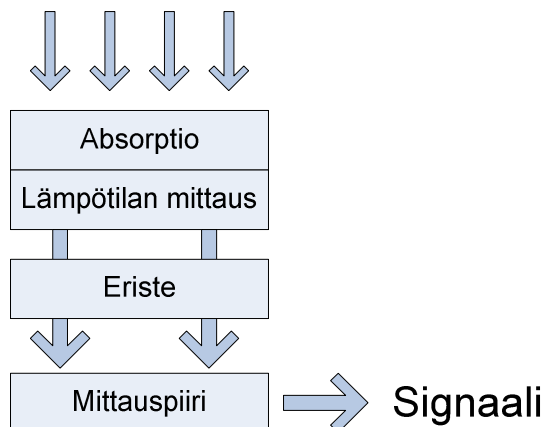 Absorptio
Lämpötilan mittaus
Eriste
Mittauspiiri
Signaali